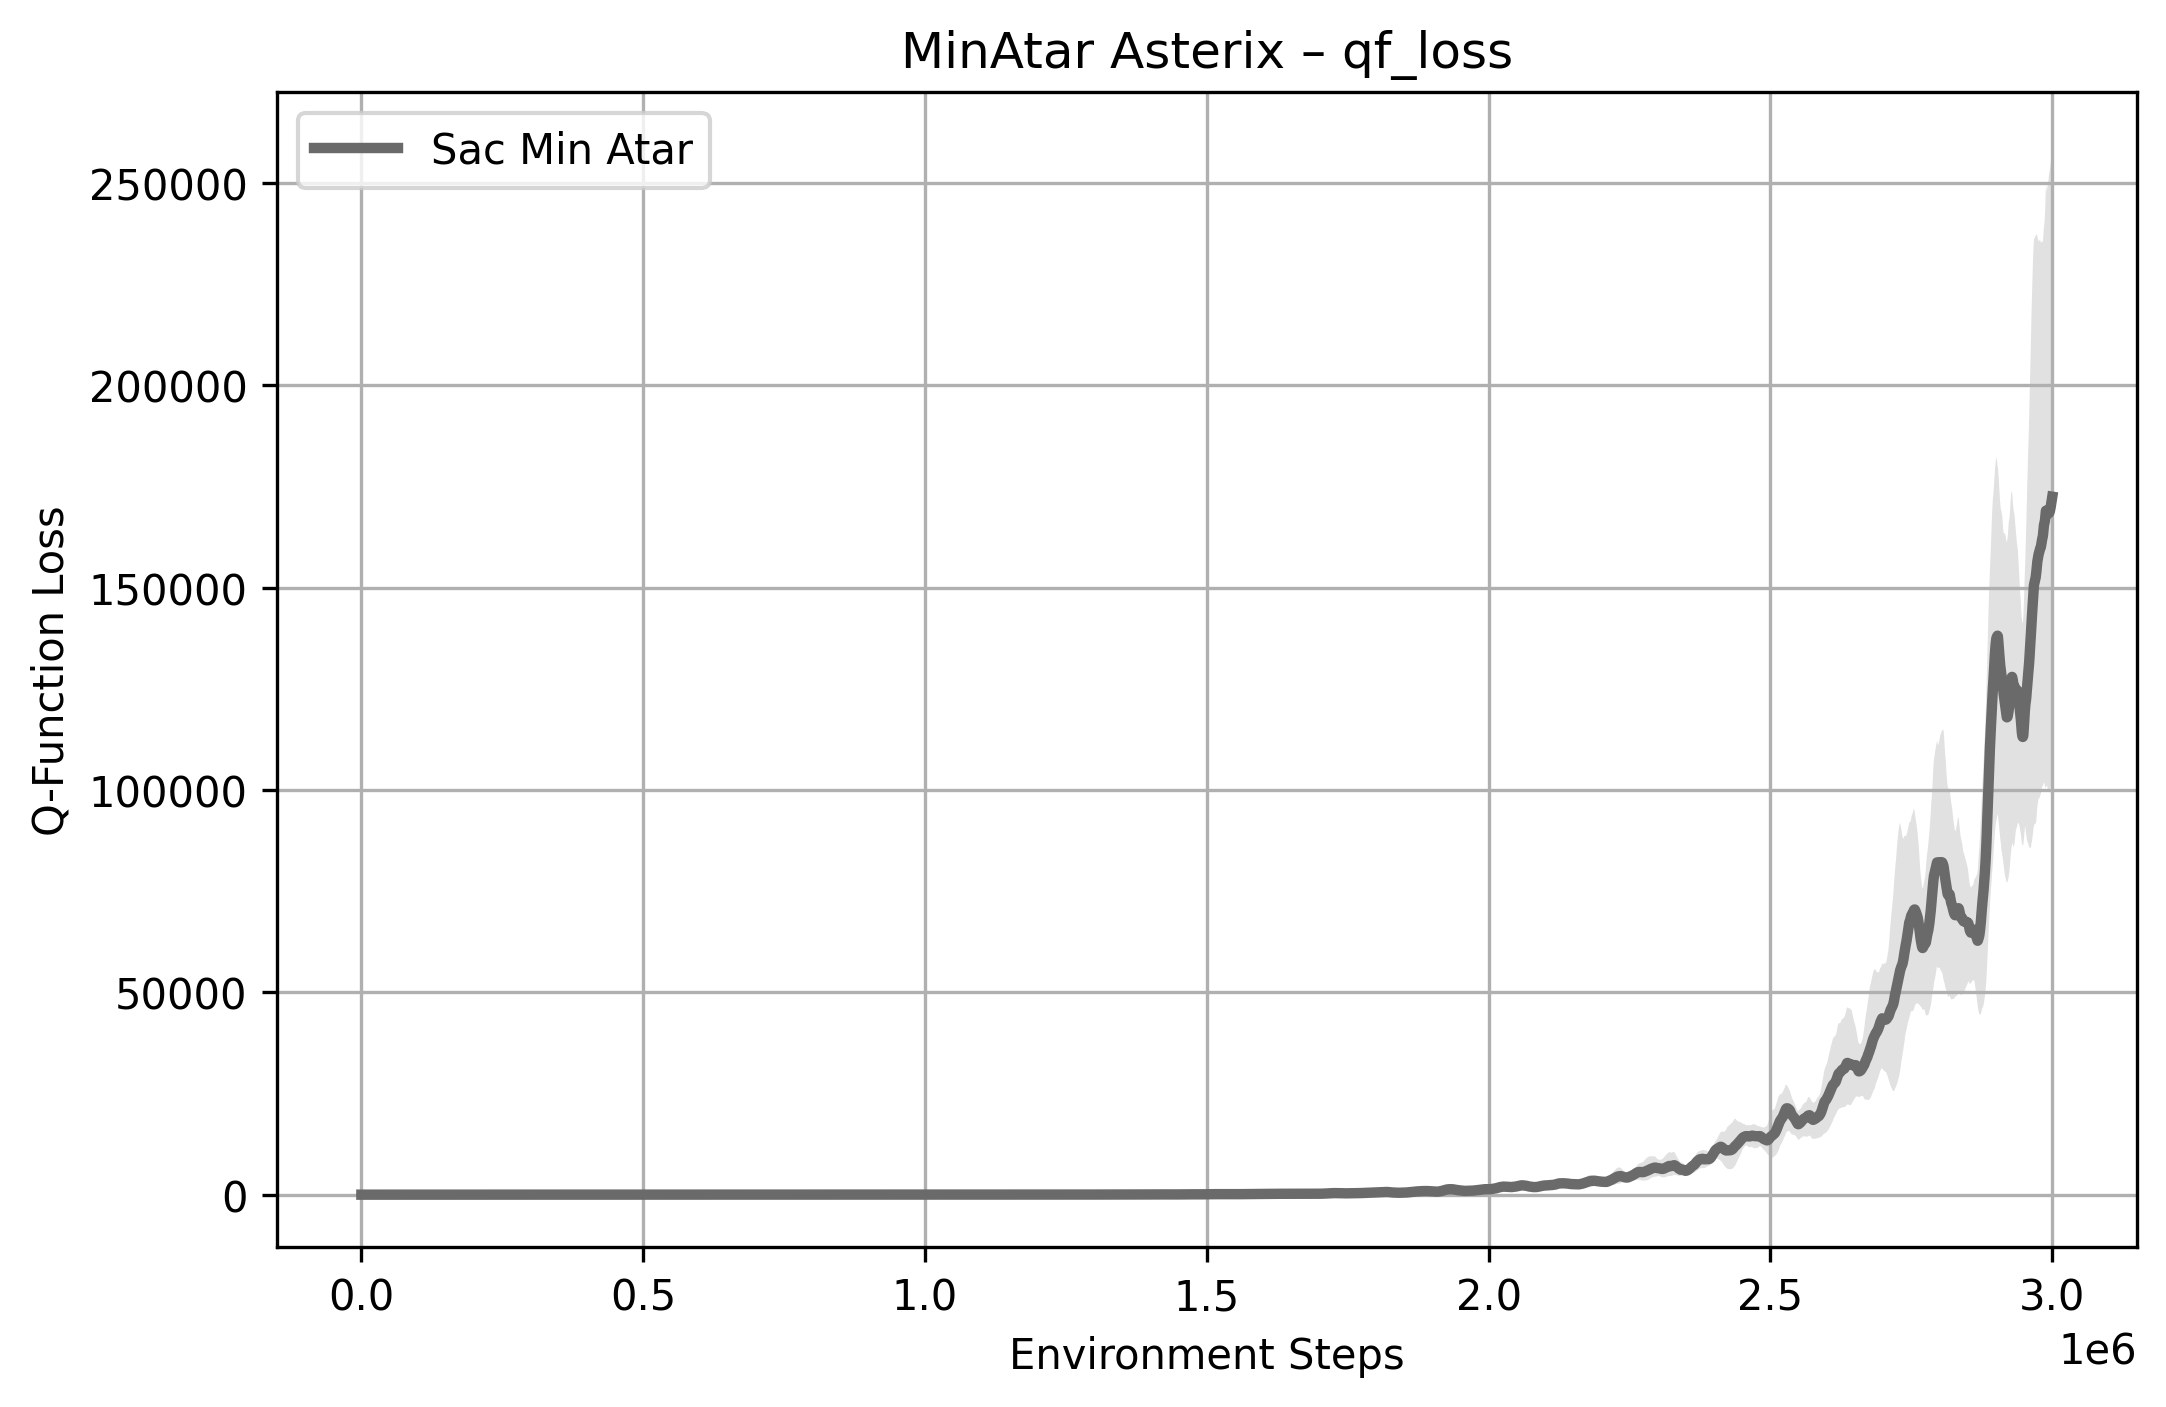 MinAtar Asterix – qf_loss
Sac Min Atar
Q-Function Loss
250000
200000
150000
100000
50000
0
0.0 0.5 1.0 1.5 2.0 2.5 3.0
1e6
Environment Steps